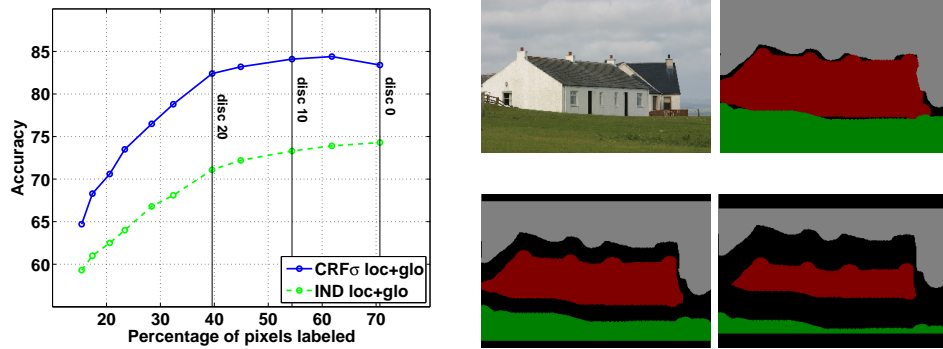 85
80
75
70
65
60
Accuracy
disc 20
disc 10
disc 0
CRFσ loc+glo
IND loc+glo
20 30 40 50 60 70
Percentage of pixels labeled